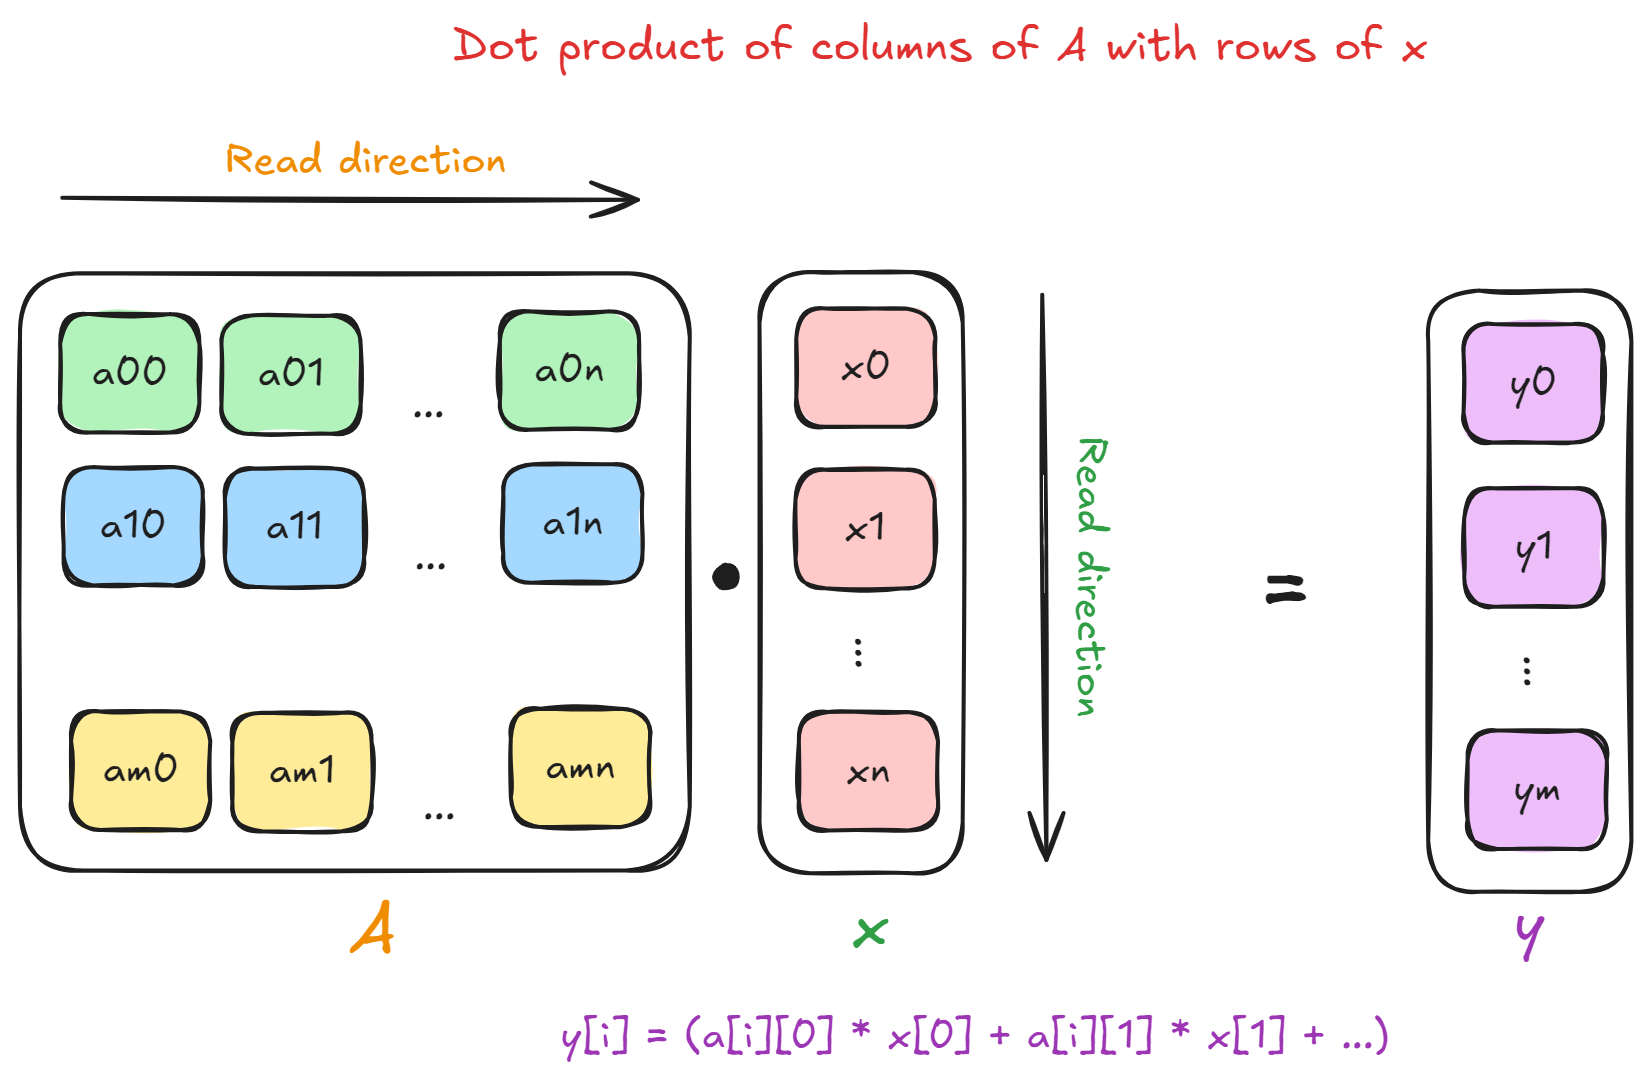 Dot product of columns of A with rows of x
Read direction
a00 a01 ... a0n
a10 a11 ... a1n
am0 am1 ... amn
x0
x1
...
xn
Read direction
=
y0
y1
...
ym
A
x
y
y[i] = (a[i][0] * x[0] + a[i][1] * x[1] + ...)